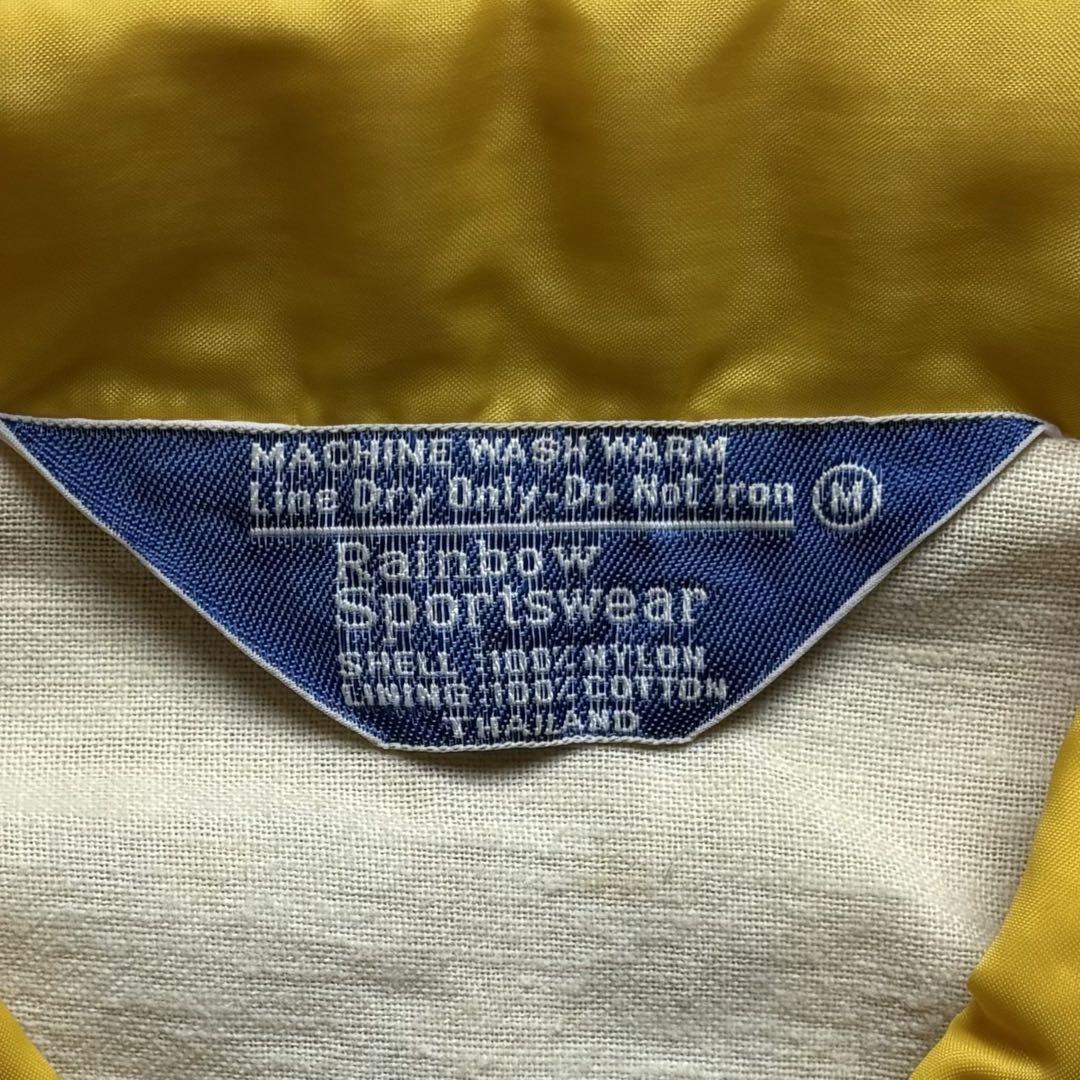 MACHINE WASH WARM
Line Dry Only-Do Not iron M
Rainbow
Sportswear
SHELL :100% NYLON
LINING:100% COTTON
THAILAND